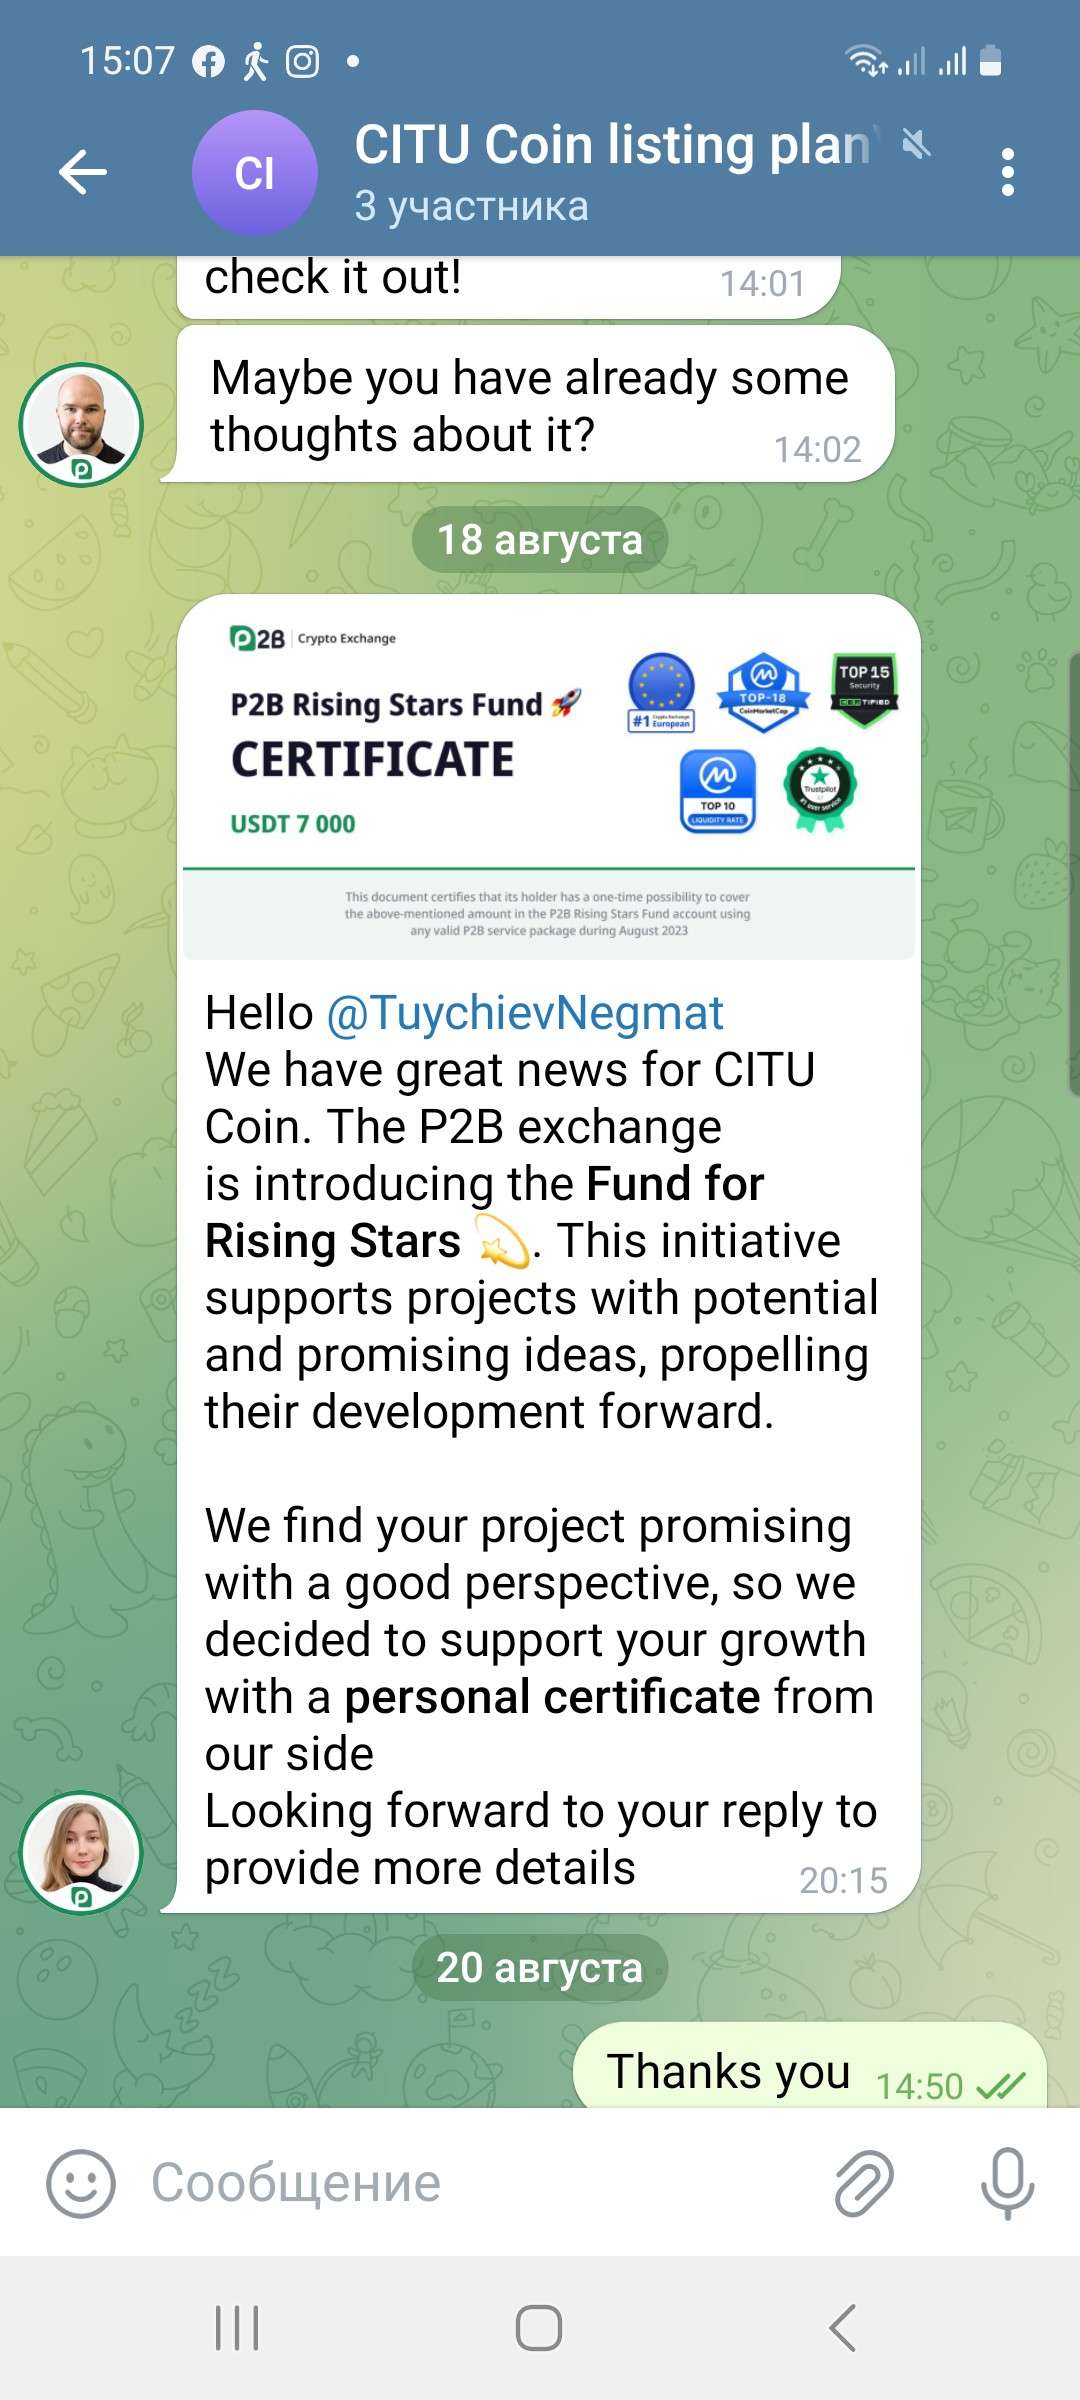 15:07
CI
CITU Coin listing plan
3 участника
check it out!
14:01
Maybe you have already some
thoughts about it?
14:02
18 августа
P2B Crypto Exchange
P2B Rising Stars Fund 🚀
CERTIFICATE
USDT 7 000
#1 Crypto Exchange European
TOP-18
CoinMarketCap
TOP 15
Security
CER TIFIED
TOP 10
LIQUIDITY RATE
Trustpilot
#1 user service
This document certifies that its holder has a one-time possibility to cover
the above-mentioned amount in the P2B Rising Stars Fund account using
any valid P2B service package during August 2023
Hello @TuychievNegmat
We have great news for CITU
Coin. The P2B exchange
is introducing the Fund for
Rising Stars 💫. This initiative
supports projects with potential
and promising ideas, propelling
their development forward.
We find your project promising
with a good perspective, so we
decided to support your growth
with a personal certificate from
our side
Looking forward to your reply to
provide more details
20:15
20 августа
Thanks you
14:50
Сообщение